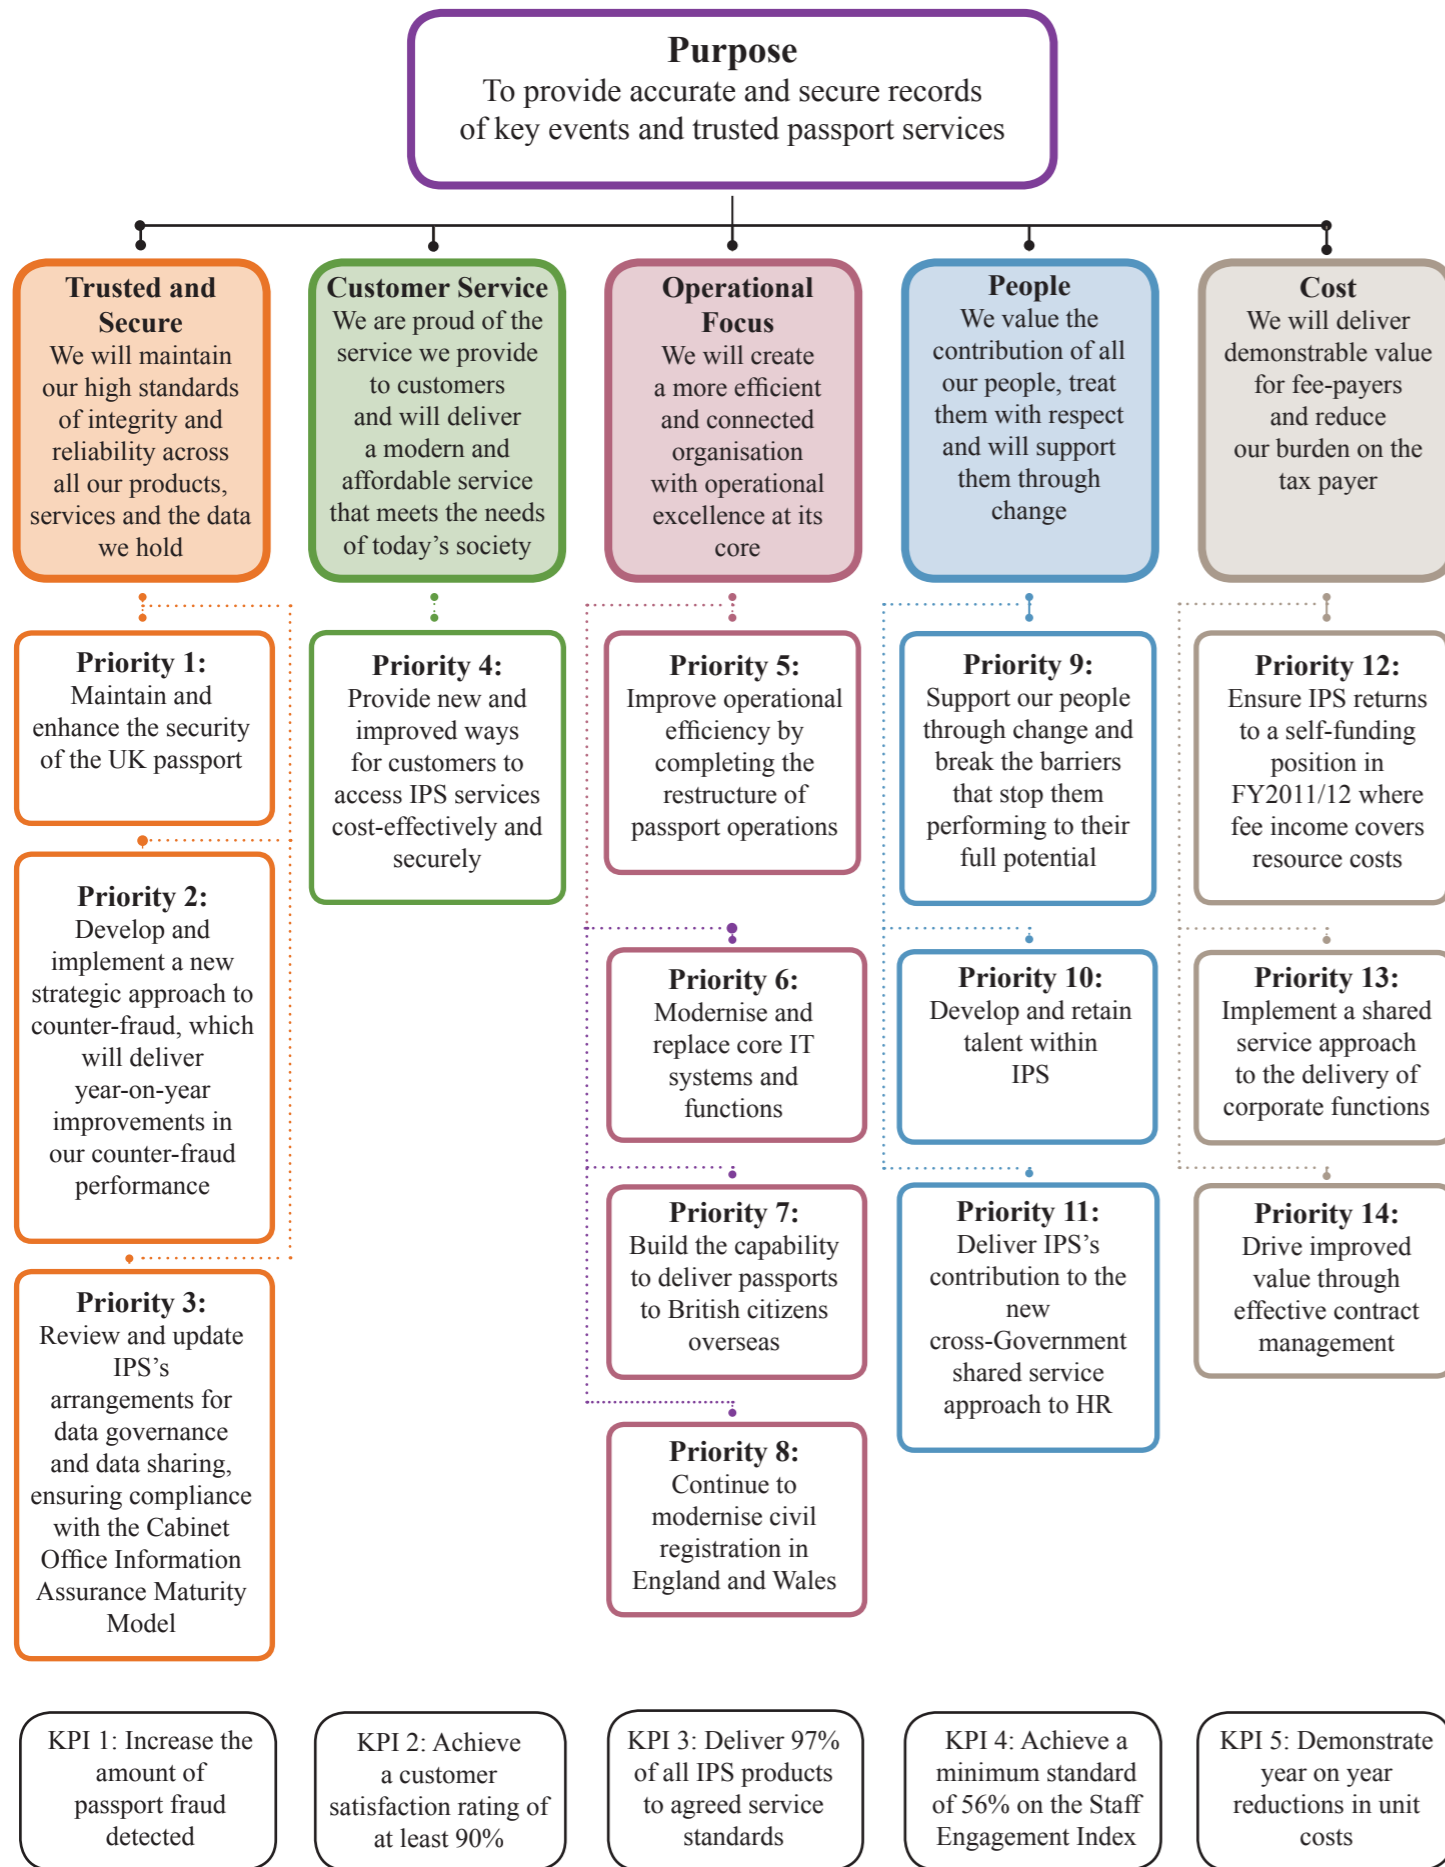 Purpose
To provide accurate and secure records
of key events and trusted passport services
Trusted and
Secure
We will maintain
our high standards
of integrity and
reliability across
all our products,
services and the data
we hold
Customer Service
We are proud of the
service we provide
to customers
and will deliver
a modern and
affordable service
that meets the needs
of today’s society
Operational
Focus
We will create
a more efficient
and connected
organisation
with operational
excellence at its
core
People
We value the
contribution of all
our people, treat
them with respect
and will support
them through
change
Cost
We will deliver
demonstrable value
for fee-payers
and reduce
our burden on the
tax payer
Priority 1:
Maintain and
enhance the security
of the UK passport
Priority 2:
Develop and
implement a new
strategic approach to
counter-fraud, which
will deliver
year-on-year
improvements in
our counter-fraud
performance
Priority 3:
Review and update
IPS’s
arrangements for
data governance
and data sharing,
ensuring compliance
with the Cabinet
Office Information
Assurance Maturity
Model
Priority 4:
Provide new and
improved ways
for customers to
access IPS services
cost-effectively and
securely
Priority 5:
Improve operational
efficiency by
completing the
restructure of
passport operations
Priority 6:
Modernise and
replace core IT
systems and
functions
Priority 7:
Build the capability
to deliver passports
to British citizens
overseas
Priority 8:
Continue to
modernise civil
registration in
England and Wales
Priority 9:
Support our people
through change and
break the barriers
that stop them
performing to their
full potential
Priority 10:
Develop and retain
talent within
IPS
Priority 11:
Deliver IPS’s
contribution to the
new
cross-Government
shared service
approach to HR
Priority 12:
Ensure IPS returns
to a self-funding
position in
FY2011/12 where
fee income covers
resource costs
Priority 13:
Implement a shared
service approach
to the delivery of
corporate functions
Priority 14:
Drive improved
value through
effective contract
management
KPI 1: Increase the
amount of
passport fraud
detected
KPI 2: Achieve
a customer
satisfaction rating of
at least 90%
KPI 3: Deliver 97%
of all IPS products
to agreed service
standards
KPI 4: Achieve a
minimum standard
of 56% on the Staff
Engagement Index
KPI 5: Demonstrate
year on year
reductions in unit
costs